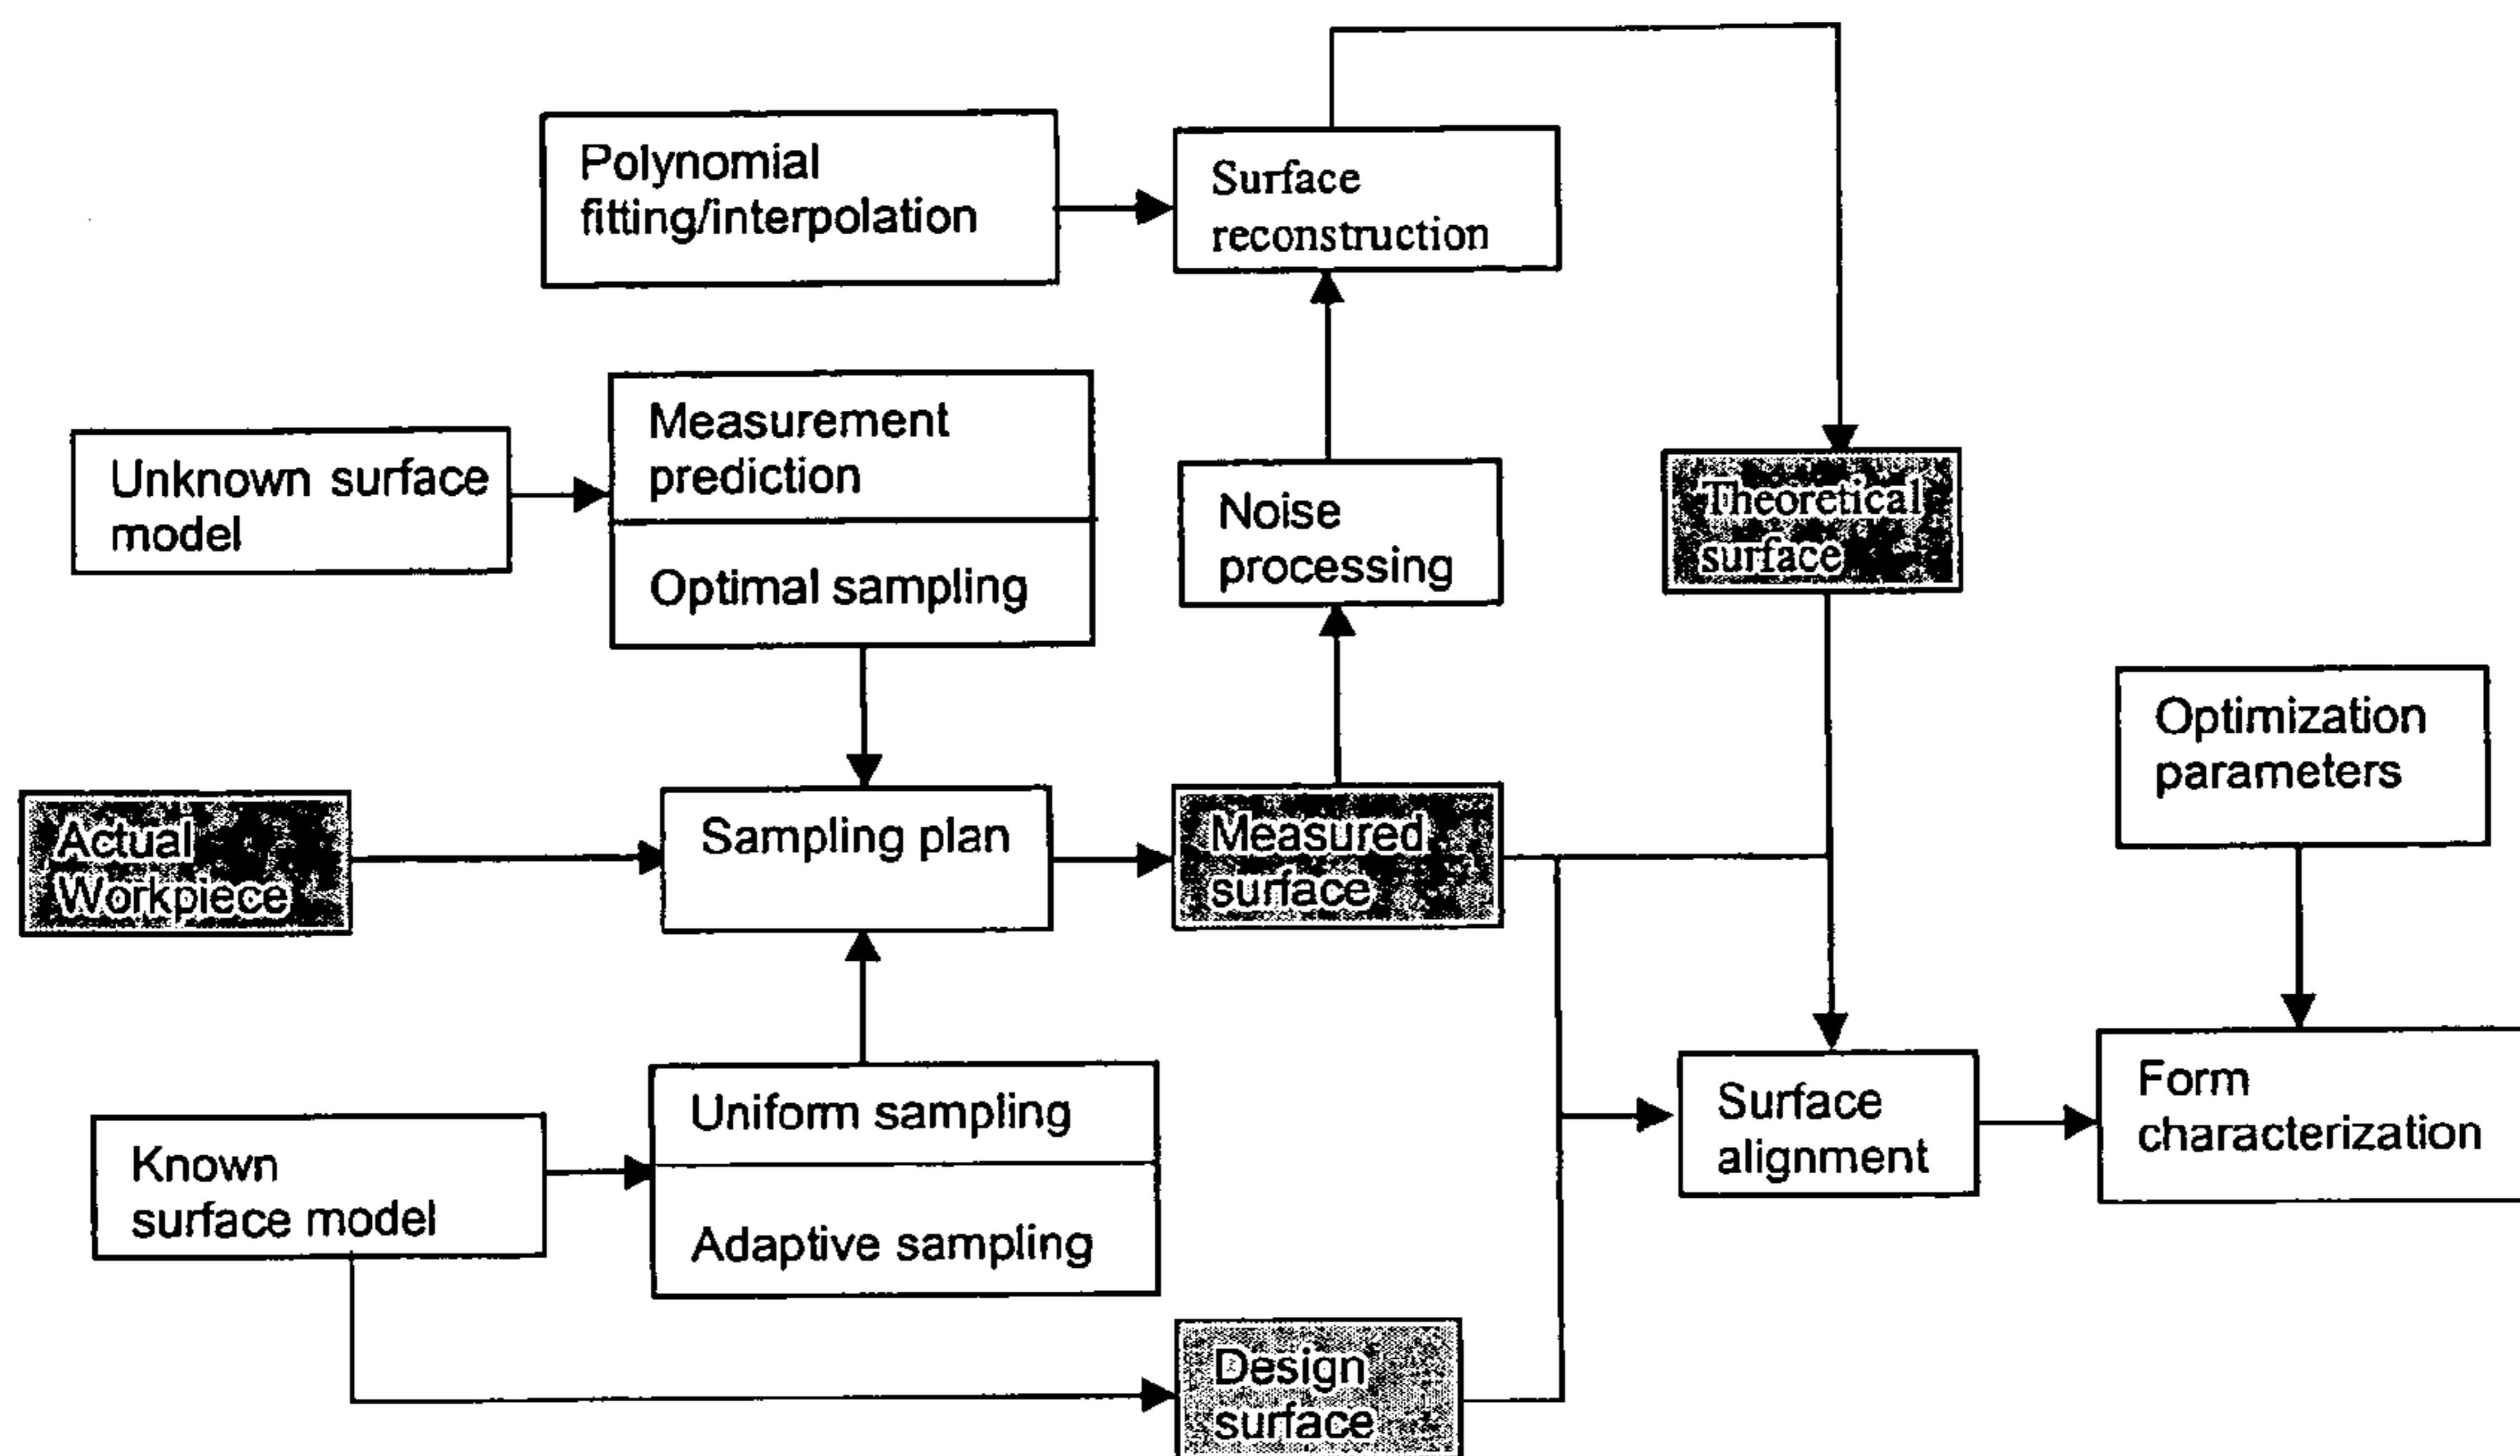 Polynomial
fitting/interpolation
Surface
reconstruction
Unknown surface
model
Measurement
prediction
Optimal sampling
Noise
processing
Theoretical
surface
Optimization
parameters
Actual
Workpiece
Sampling plan
Measured
surface
Known
surface model
Uniform sampling
Adaptive sampling
Surface
alignment
Form
characterization
Design
surface